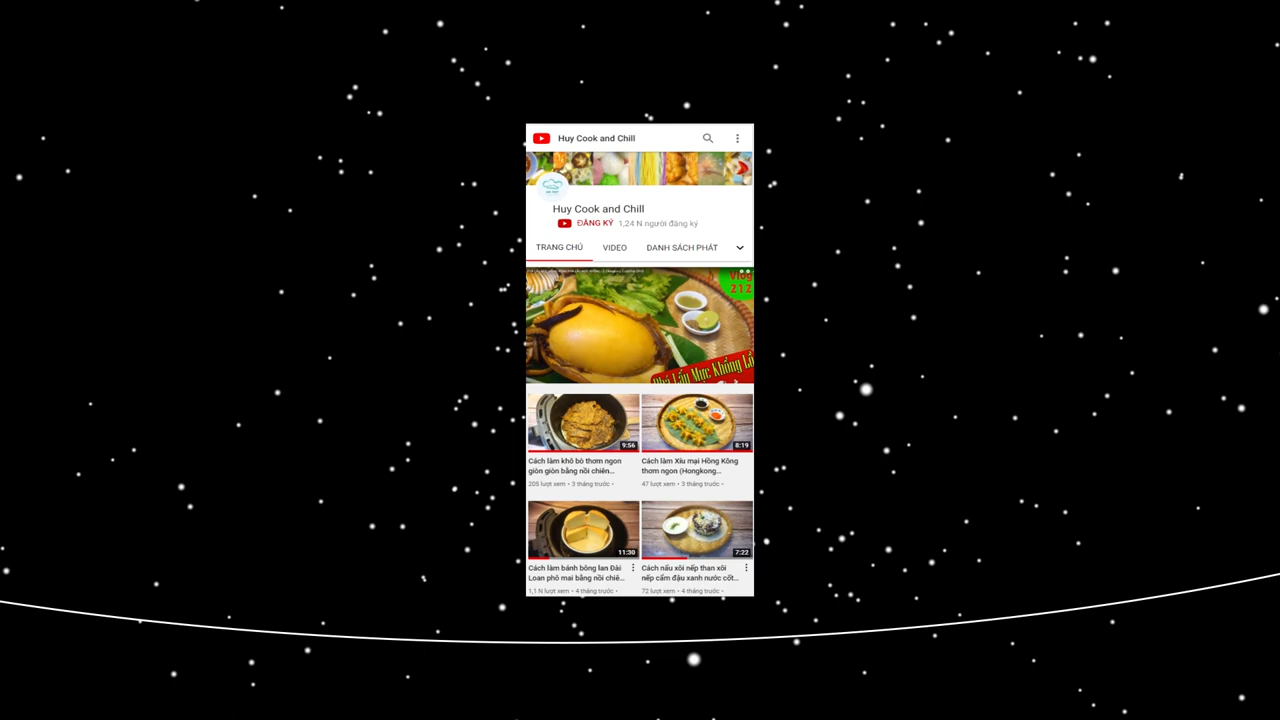 Huy Cook and Chill
Huy Cook and Chill
ĐĂNG KÝ 1,24 N người đăng ký
TRANG CHỦ VIDEO DANH SÁCH PHÁT
Vlog
212
Phá Lấu Mực Khổng Lồ
9:56
8:19
Cách làm khô bò thơm ngon
giòn giòn bằng nồi chiên...
205 lượt xem • 3 tháng trước •
Cách làm Xíu mại Hồng Kông
thơm ngon (Hongkong...
47 lượt xem • 3 tháng trước •
11:30
7:22
Cách làm bánh bông lan Đài
Loan phô mai bằng nồi chiê...
1,1 N lượt xem • 4 tháng trước •
Cách nấu xôi nếp than xôi
nếp cẩm đậu xanh nước cốt...
72 lượt xem • 4 tháng trước •